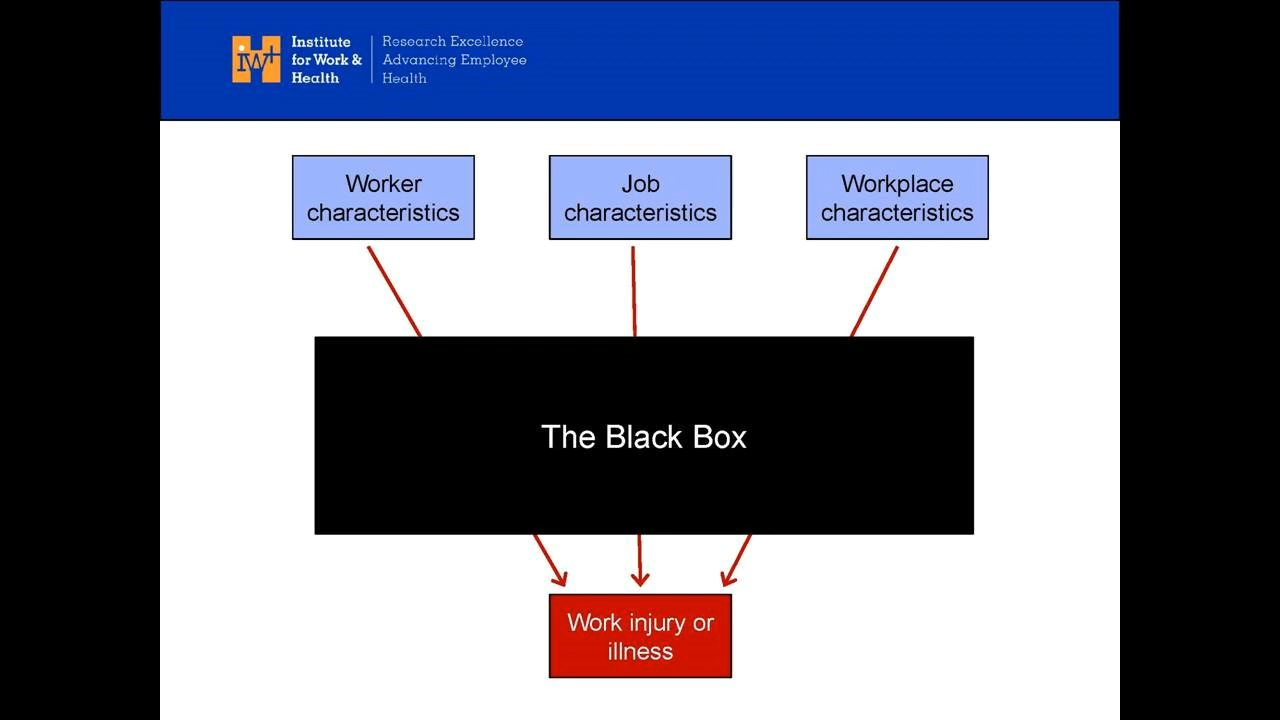 Institute
for Work &
Health
Research Excellence
Advancing Employee
Health
iw+
Worker
characteristics
Job
characteristics
Workplace
characteristics
The Black Box
Work injury or
illness